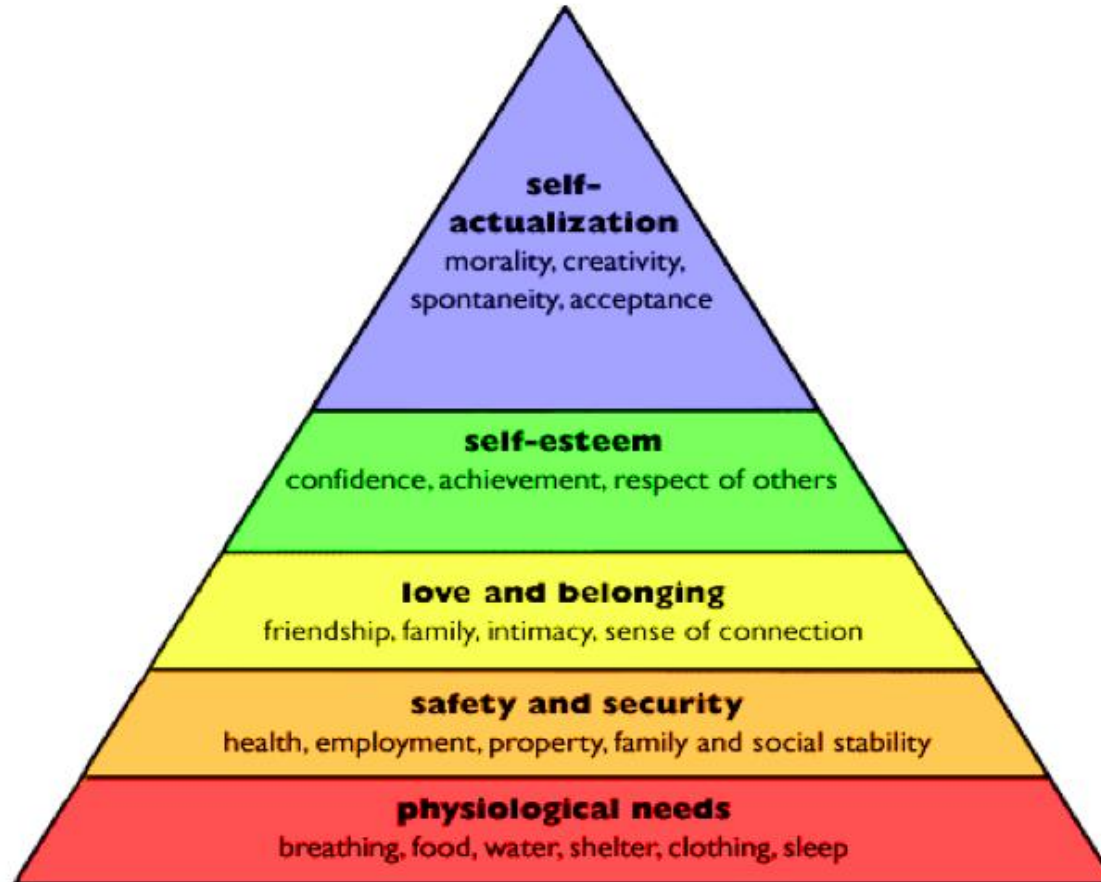 self-
actualization
morality, creativity,
spontaneity, acceptance
self-esteem
confidence, achievement, respect of others
love and belonging
friendship, family, intimacy, sense of connection
safety and security
health, employment, property, family and social stability
physiological needs
breathing, food, water, shelter, clothing, sleep